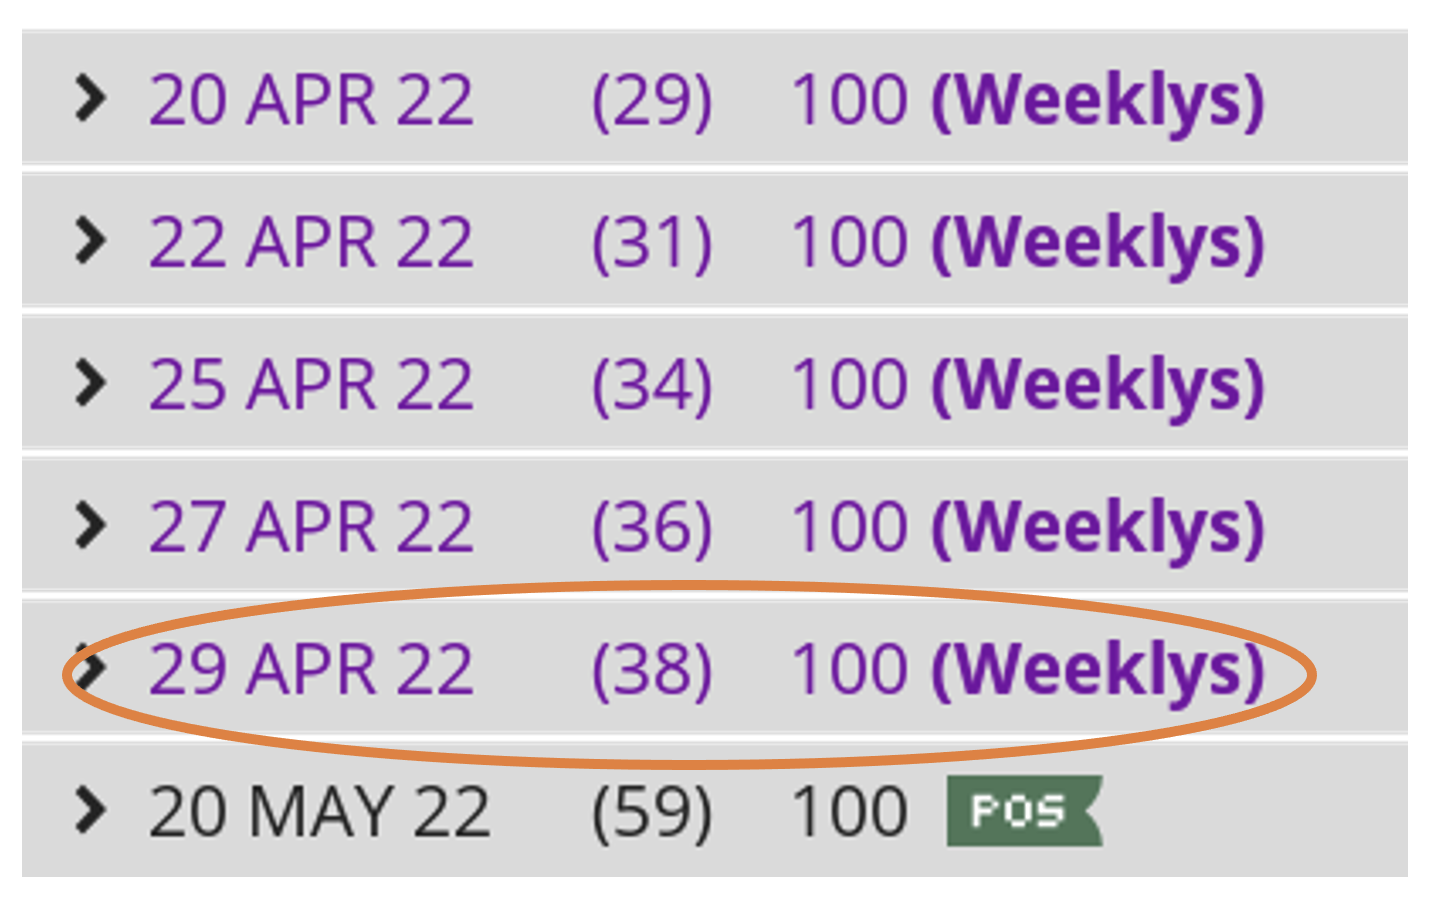 20 APR 22 (29) 100 (Weeklys)
22 APR 22 (31) 100 (Weeklys)
25 APR 22 (34) 100 (Weeklys)
27 APR 22 (36) 100 (Weeklys)
29 APR 22 (38) 100 (Weeklys)
20 MAY 22 (59) 100 POS